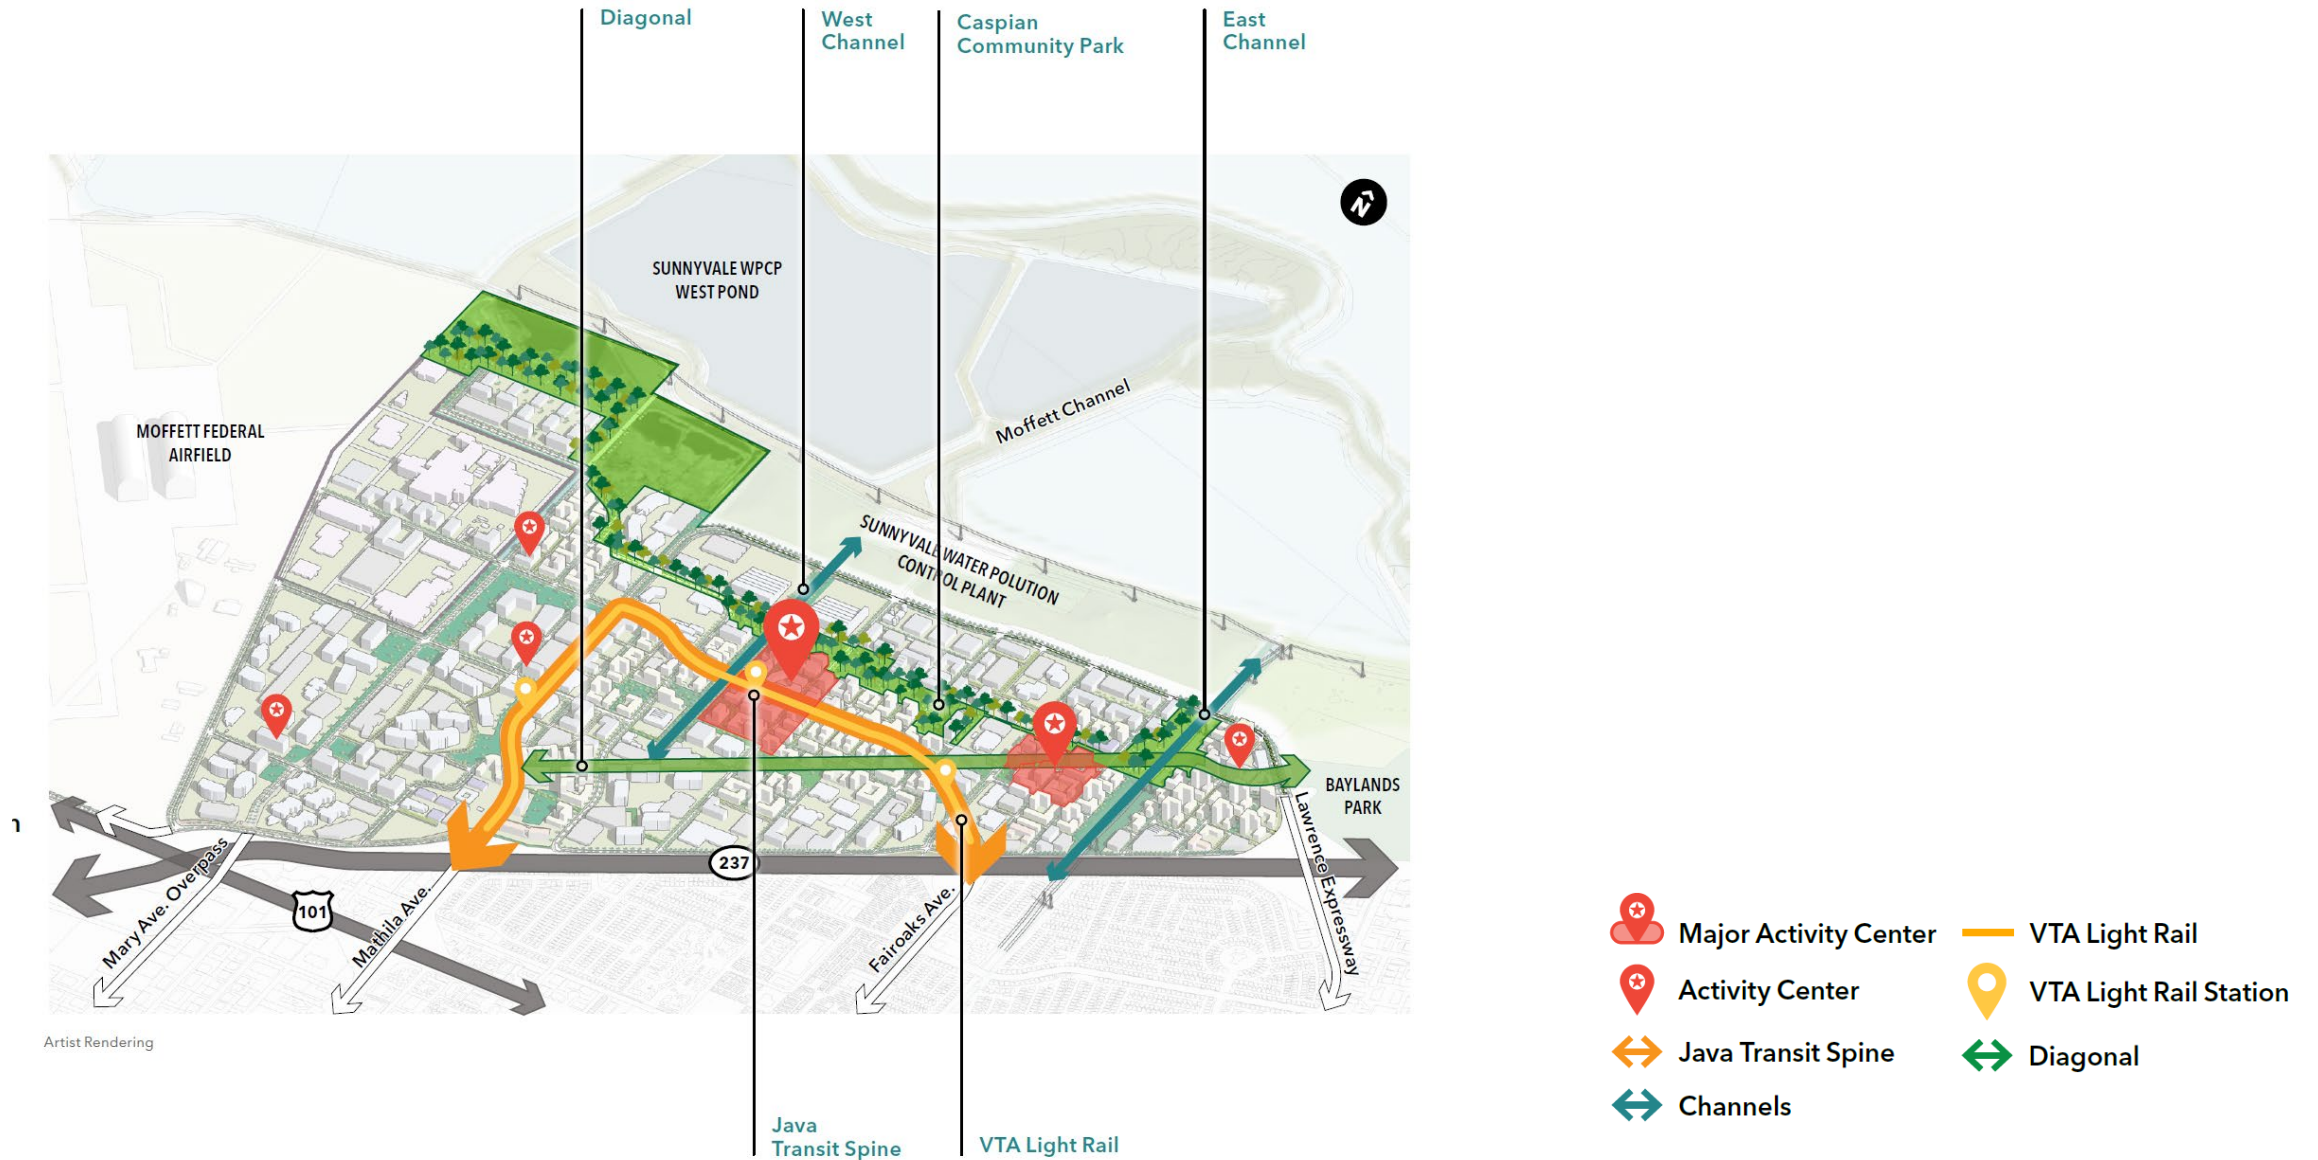 Diagonal
West
Channel
Caspian
Community Park
East
Channel
N
SUNNYVALE WPCP
WEST POND
Moffett Channel
MOFFETT FEDERAL
AIRFIELD
SUNNYVALE WATER POLUTION
CONTROL PLANT
BAYLANDS
PARK
n
237
101
Mary Ave. Overpass
Mathila Ave.
Fairoaks Ave.
Lawrence Expressway
Artist Rendering
Java
Transit Spine
VTA Light Rail
Major Activity Center
Activity Center
Java Transit Spine
Channels
VTA Light Rail
VTA Light Rail Station
Diagonal